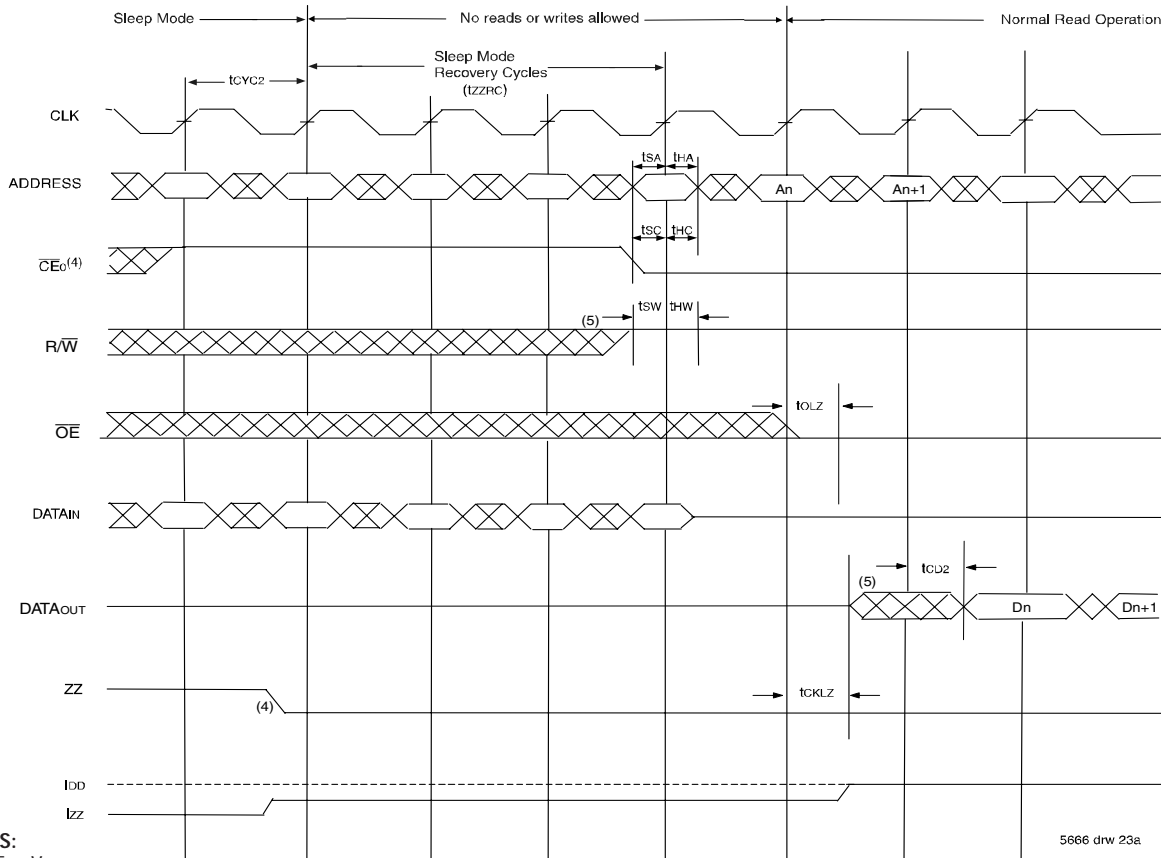 Sleep Mode
No reads or writes allowed
Normal Read Operation
Sleep Mode
Recovery Cycles
(tZZRC)
tCYC2
CLK
tSA
tHA
ADDRESS
An
An+1
tSC
tHC
CE0(4)
tSW
tHW
(5)
R/W
tOLZ
OE
DATAIN
tCD2
(5)
DATAOUT
Dn
Dn+1
ZZ
(4)
tCKLZ
IDD
IZZ
S:
5666 drw 23a